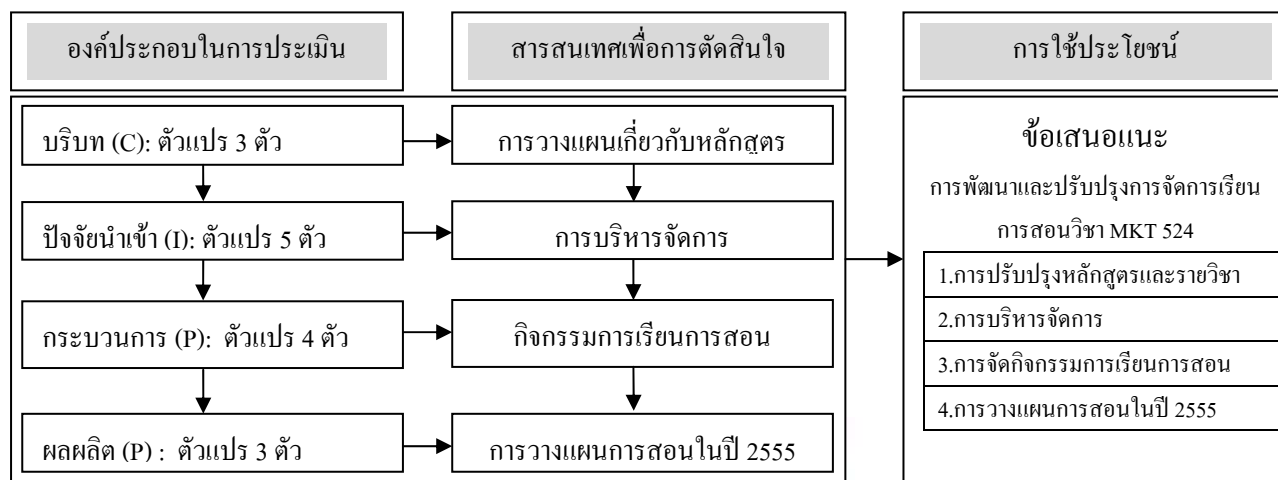 องค์ประกอบในการประเมิน
สารสนเทศเพื่อการตัดสินใจ
การใช้ประโยชน์
บริบท (C): ตัวแปร 3 ตัว
การวางแผนเกี่ยวกับหลักสูตร
ปัจจัยนำเข้า (I): ตัวแปร 5 ตัว
การบริหารจัดการ
กระบวนการ (P): ตัวแปร 4 ตัว
กิจกรรมการเรียนการสอน
ผลผลิต (P) : ตัวแปร 3 ตัว
การวางแผนการสอนในปี 2555
ข้อเสนอแนะ
การพัฒนาและปรับปรุงการจัดการเรียน
การสอนวิชา MKT 524
1.การปรับปรุงหลักสูตรและรายวิชา
2.การบริหารจัดการ
3.การจัดกิจกรรมการเรียนการสอน
4.การวางแผนการสอนในปี 2555